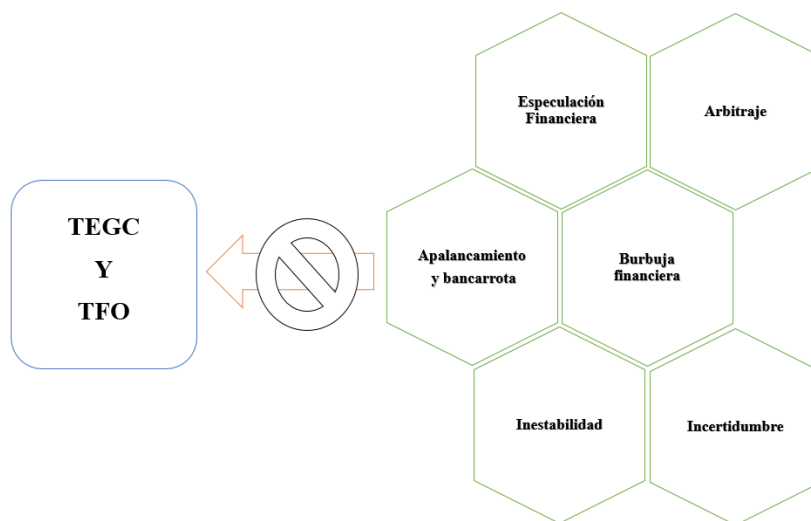 TEGC
Y
TFO
Especulación
Financiera
Arbitraje
Apalancamiento
y bancarrota
Burbuja
financiera
Inestabilidad
Incertidumbre